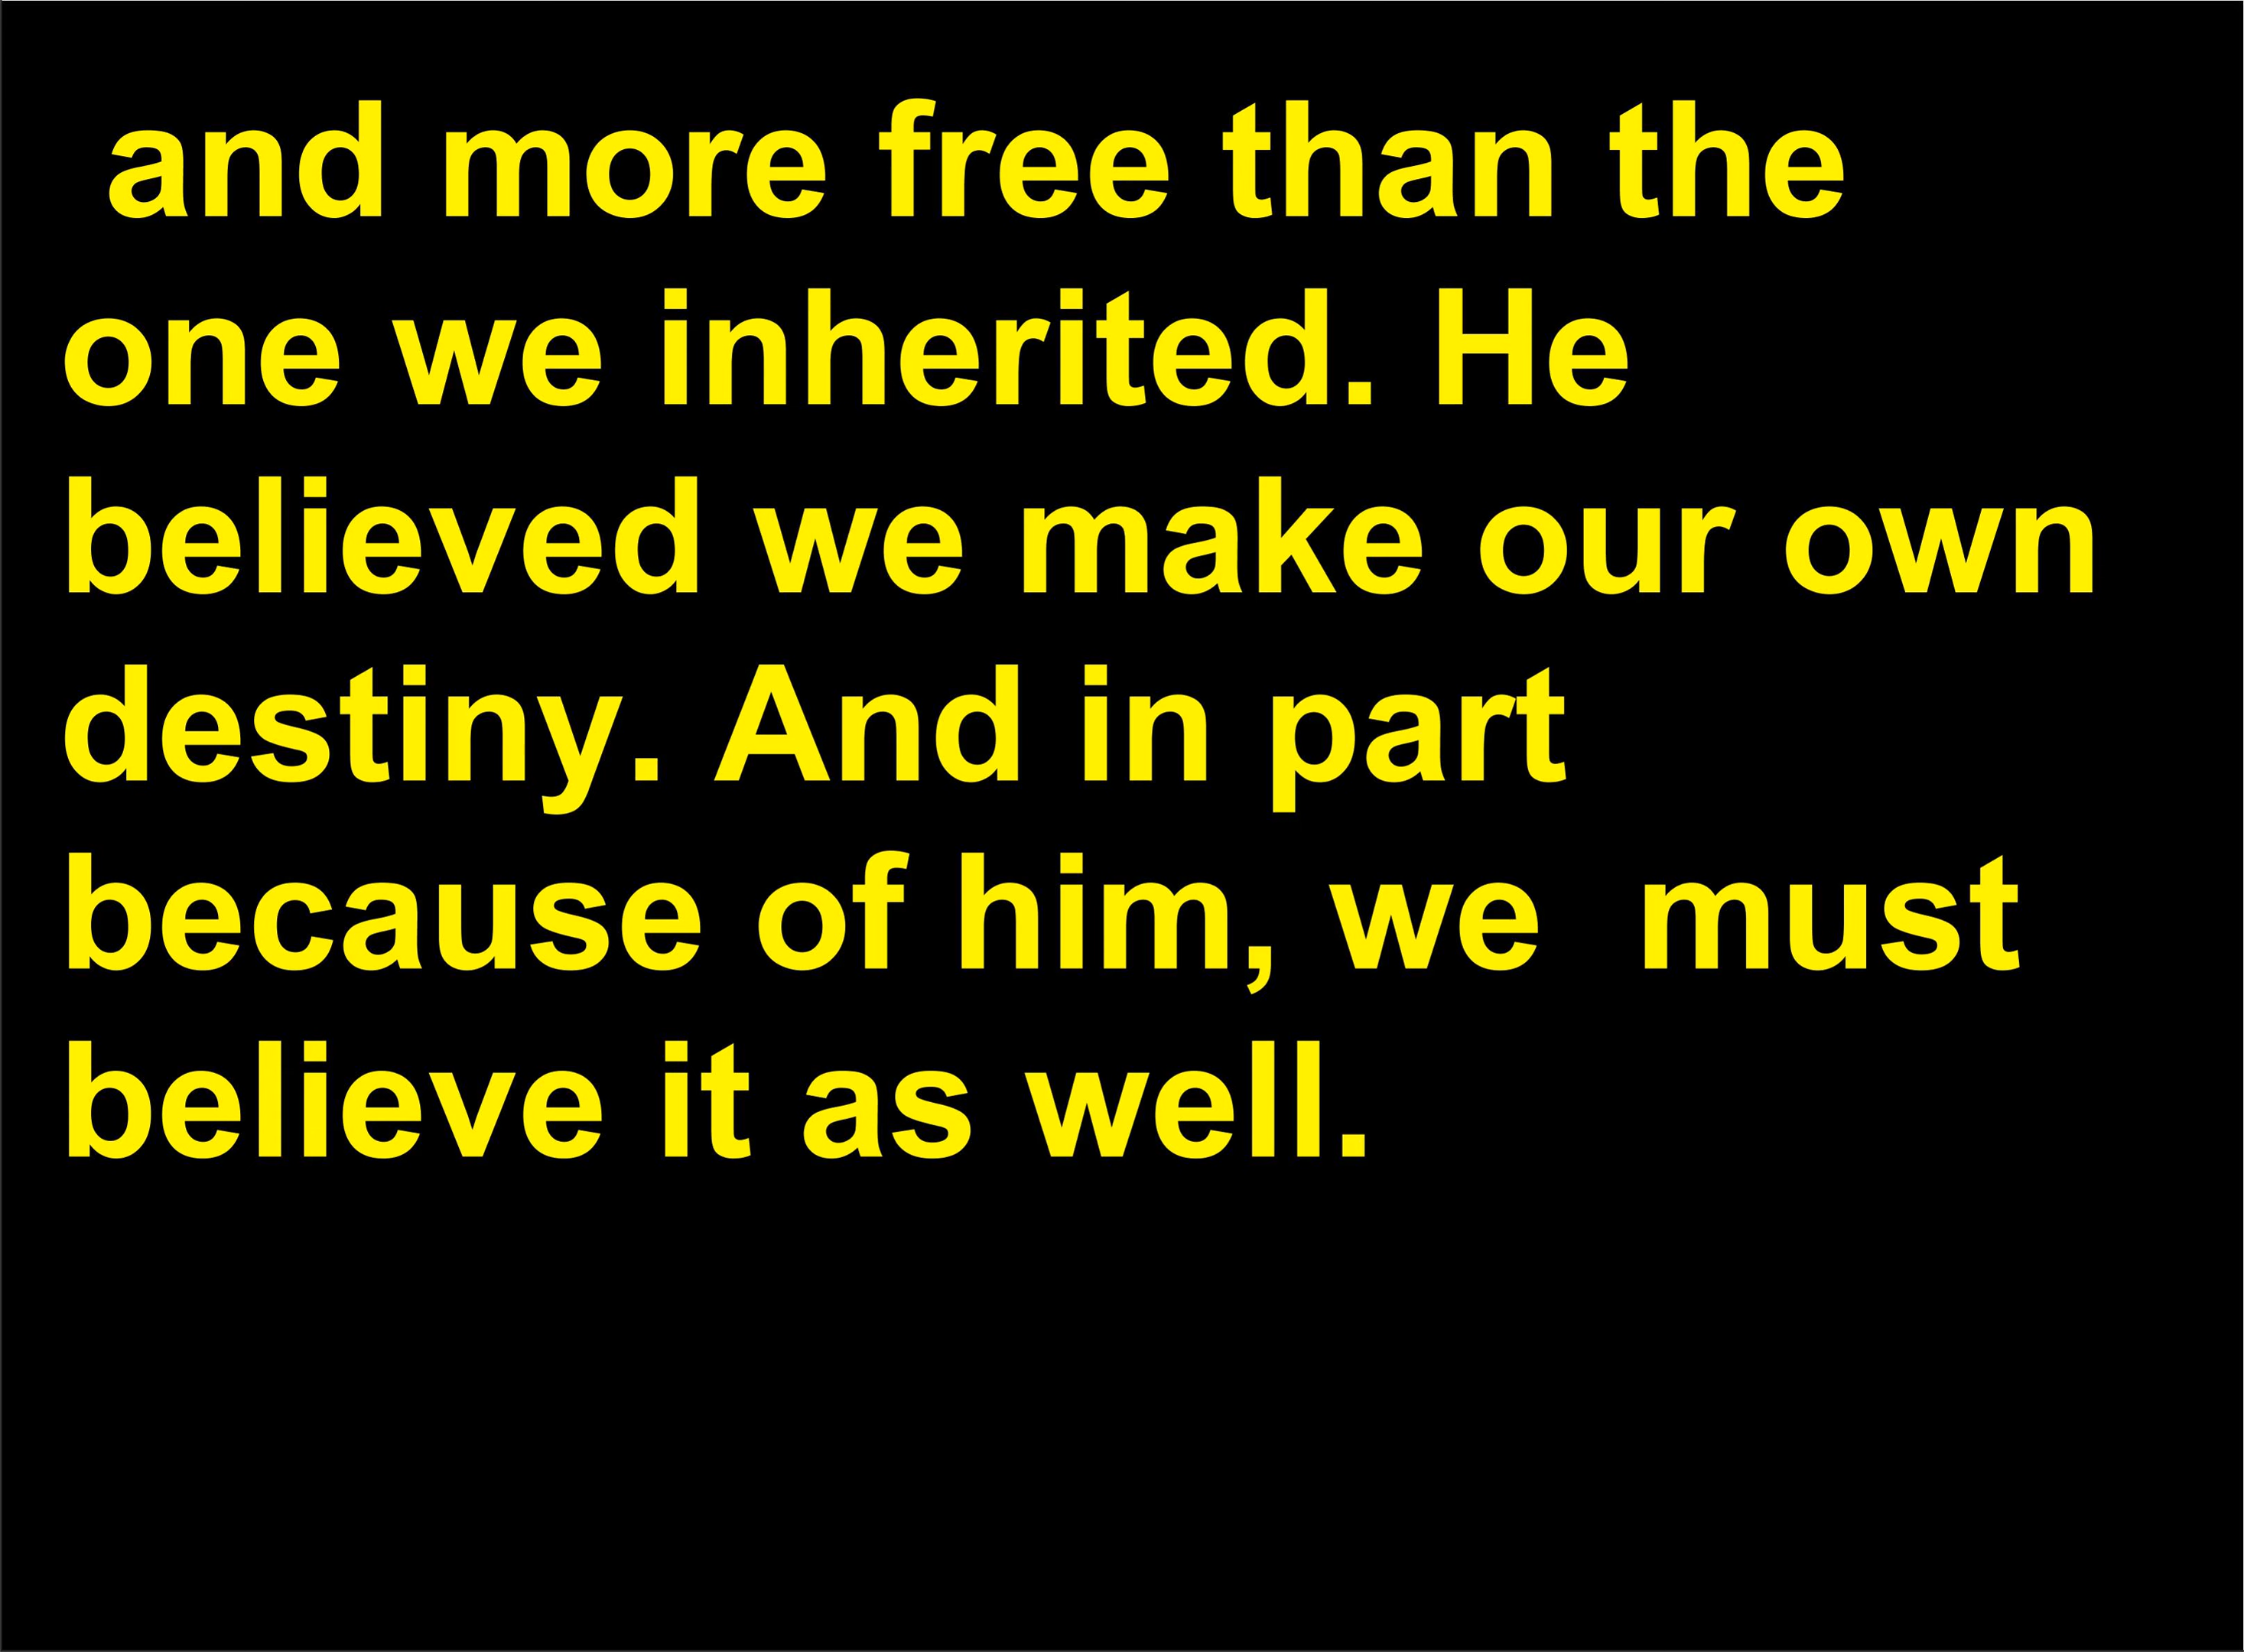 and more free than the
one we inherited. He
believed we make our own
destiny. And in part
because of him, we  must
believe it as well.